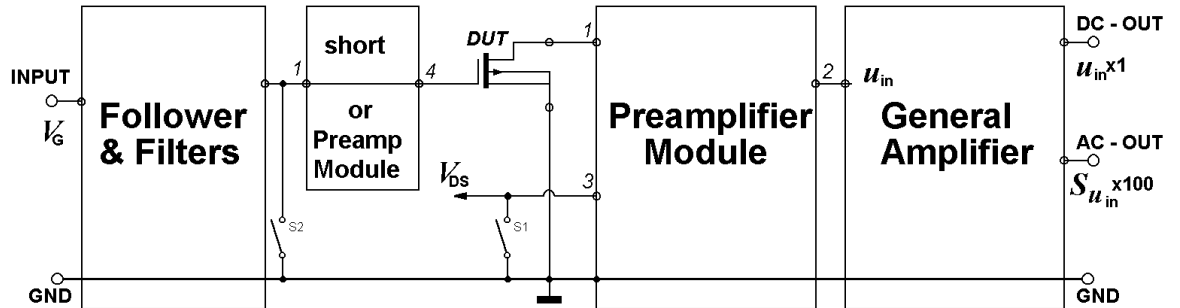 INPUT
V_G
GND
Follower
& Filters
S2
1
short
or
Preamp
Module
4
DUT
V_DS
S1
1
3
Preamplifier
Module
2
u_in
General
Amplifier
DC - OUT
u_in x1
AC - OUT
S_u_in x100
GND